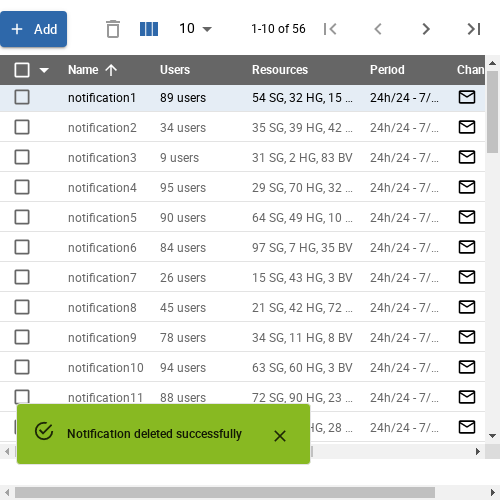 Add
10
1-10 of 56
Name Users Resources Period Chan
notification1 89 users 54 SG, 32 HG, 15 ... 24h/24 - 7/...
notification2 34 users 35 SG, 39 HG, 42 ... 24h/24 - 7/...
notification3 9 users 31 SG, 2 HG, 83 BV 24h/24 - 7/...
notification4 95 users 29 SG, 70 HG, 32 ... 24h/24 - 7/...
notification5 90 users 64 SG, 49 HG, 10 ... 24h/24 - 7/...
notification6 84 users 97 SG, 7 HG, 35 BV 24h/24 - 7/...
notification7 26 users 15 SG, 43 HG, 3 BV 24h/24 - 7/...
notification8 45 users 21 SG, 42 HG, 72 ... 24h/24 - 7/...
notification9 78 users 34 SG, 11 HG, 8 BV 24h/24 - 7/...
notification10 94 users 63 SG, 60 HG, 3 BV 24h/24 - 7/...
notification11 88 users 72 SG, 90 HG, 23 ... 24h/24 - 7/...
HG, 28 ... 24h/24 - 7/...
Notification deleted successfully